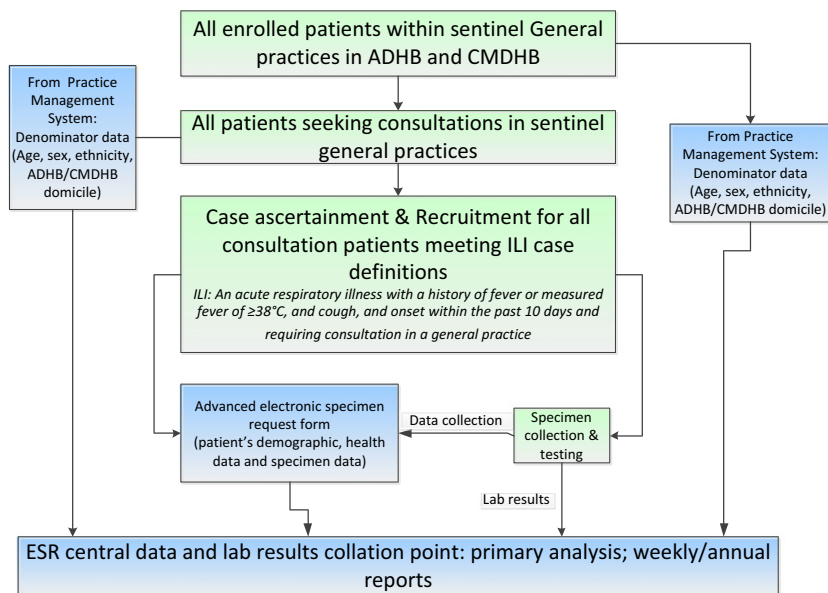 All enrolled patients within sentinel General
practices in ADHB and CMDHB
From Practice
Management
System:
Denominator data
(Age, sex, ethnicity,
ADHB/CMDHB
domicile)
All patients seeking consultations in sentinel
general practices
From Practice
Management System:
Denominator data
(Age, sex, ethnicity,
ADHB/CMDHB domicile)
Case ascertainment & Recruitment for all
consultation patients meeting ILI case
definitions
ILI: An acute respiratory illness with a history of fever or measured
fever of ≥38°C, and cough, and onset within the past 10 days and
requiring consultation in a general practice
Advanced electronic specimen
request form
(patient's demographic, health
data and specimen data)
Data collection
Specimen
collection &
testing
Lab results
ESR central data and lab results collation point: primary analysis; weekly/annual
reports